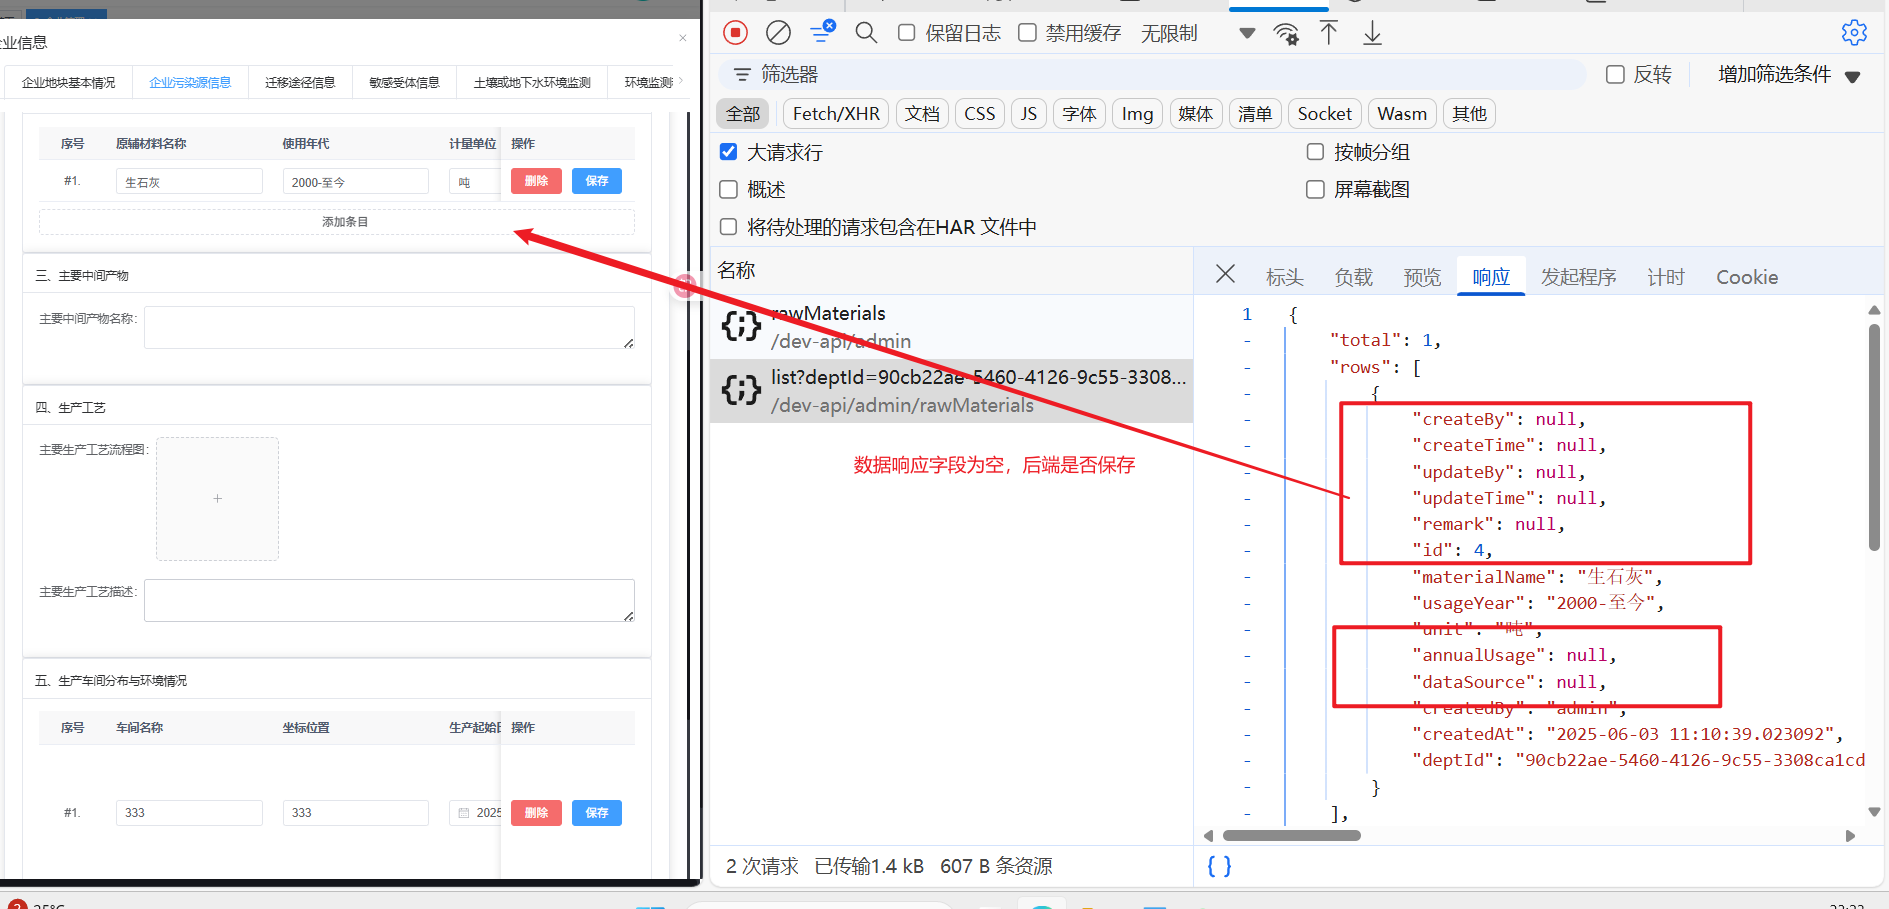 业信息
企业地块基本情况
企业污染源信息
迁移途径信息
敏感受体信息
土壤或地下水环境监测
环境监测
序号
原辅材料名称
使用年代
计量单位
操作
#1.
生石灰
2000-至今
吨
删除
保存
添加条目
三、主要中间产物
主要中间产物名称:
四、生产工艺
主要生产工艺流程图:
主要生产工艺描述:
五、生产车间分布与环境情况
序号
车间名称
坐标位置
生产起始
操作
#1.
333
333
2025
删除
保存
保留日志
禁用缓存
无限制
筛选器
反转
增加筛选条件
全部
Fetch/XHR
文档
CSS
JS
字体
Img
媒体
清单
Socket
Wasm
其他
大请求行
按帧分组
概述
屏幕截图
将待处理的请求包含在HAR 文件中
名称
rawMaterials
/dev-api/admin
list?deptId=90cb22ae-5460-4126-9c55-3308...
/dev-api/admin/rawMaterials
数据响应字段为空，后端是否保存
标头
负载
预览
响应
发起程序
计时
Cookie
1 {
- "total": 1,
- "rows": [
- {
- "createBy": null,
- "createTime": null,
- "updateBy": null,
- "updateTime": null,
- "remark": null,
- "id": 4,
- "materialName": "生石灰",
- "usageYear": "2000-至今",
- "unit": "吨",
- "annualUsage": null,
- "dataSource": null,
- "createdBy": "admin",
- "createdAt": "2025-06-03 11:10:39.023092",
- "deptId": "90cb22ae-5460-4126-9c55-3308ca1cd
- }
- ],
2 次请求
已传输1.4 kB
607 B 条资源
{ }